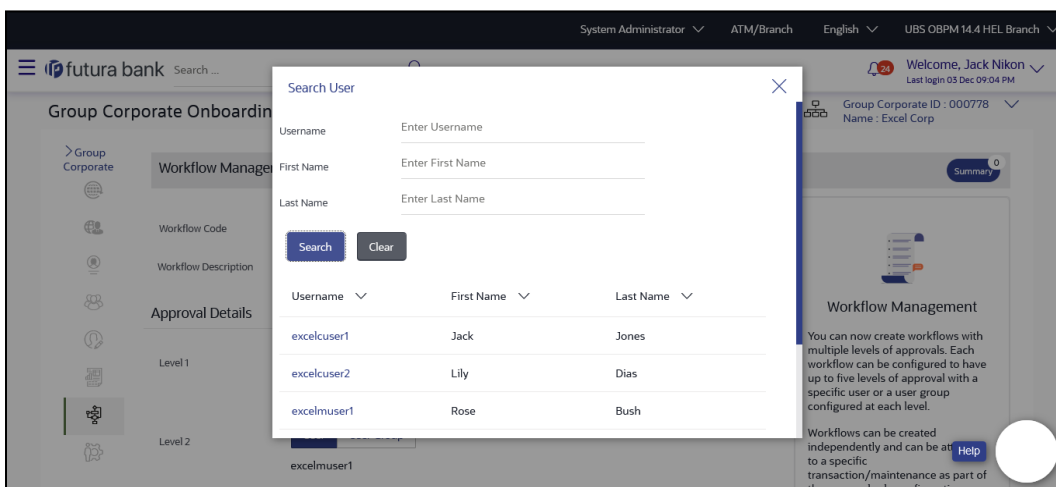 System Administrator ATM/Branch English UBS OBPM 14.4 HEL Branch
futura bank Search ...
24
Welcome, Jack Nikon
Last login 03 Dec 09:04 PM
Group Corporate Onboardin
Group Corporate ID : 000778
Name : Excel Corp
Group
Corporate
Workflow Manage
Summary
0
Workflow Code
Workflow Description
Approval Details
Level 1
Level 2
Search User
Username Enter Username
First Name Enter First Name
Last Name Enter Last Name
Search Clear
Username First Name Last Name
excelcuser1 Jack Jones
excelcuser2 Lily Dias
excelmuser1 Rose Bush
excelmuser1
Workflow Management
You can now create workflows with
multiple levels of approvals. Each
workflow can be configured to have
up to five levels of approval with a
specific user or a user group
configured at each level.
Workflows can be created
independently and can be at
to a specific
transaction/maintenance as part of
Help